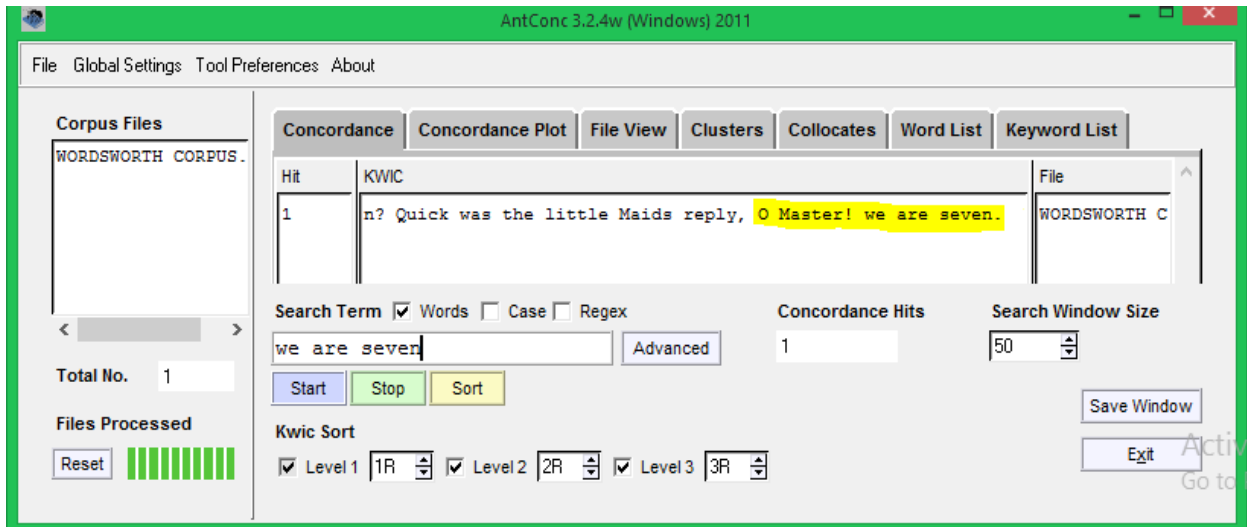 AntConc 3.2.4w (Windows) 2011
File Global Settings Tool Preferences About
Corpus Files
WORDSWORTH CORPUS.
Concordance Concordance Plot File View Clusters Collocates Word List Keyword List
Hit KWIC File
1 n? Quick was the little Maids reply, O Master! we are seven. WORDSWORTH C
Search Term Words Case Regex Concordance Hits Search Window Size
we are seven Advanced 1 50
Total No. 1
Start Stop Sort
Files Processed
Reset
Kwic Sort
Level 1 1R Level 2 2R Level 3 3R
Save Window
Exit
Activ
Go to